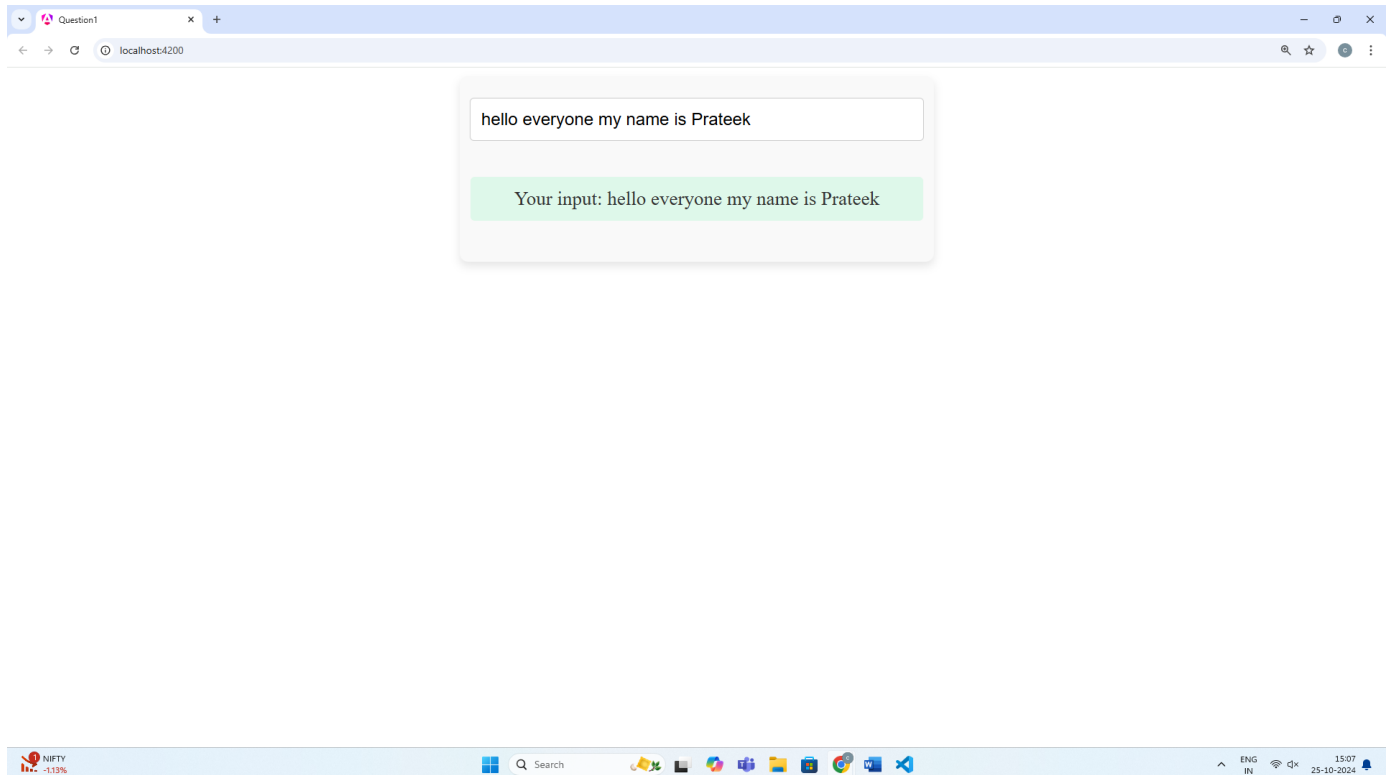 Question1
localhost:4200
hello everyone my name is Prateek
Your input: hello everyone my name is Prateek
1
NIFTY
-1.13%
Search
C
C
ENG
IN
15:07
25-10-2024